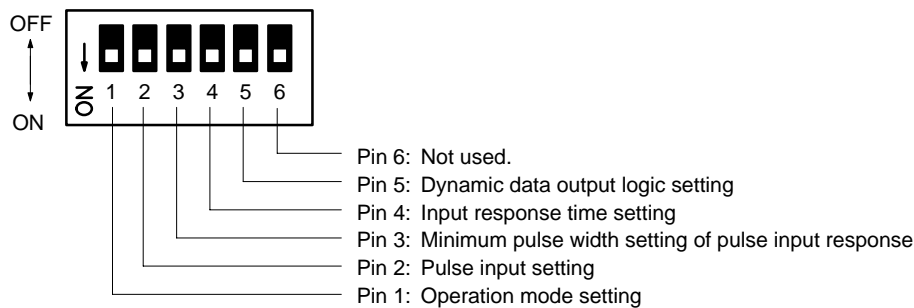 OFF
ON
ON
1 2 3 4 5 6
Pin 6: Not used.
Pin 5: Dynamic data output logic setting
Pin 4: Input response time setting
Pin 3: Minimum pulse width setting of pulse input response
Pin 2: Pulse input setting
Pin 1: Operation mode setting